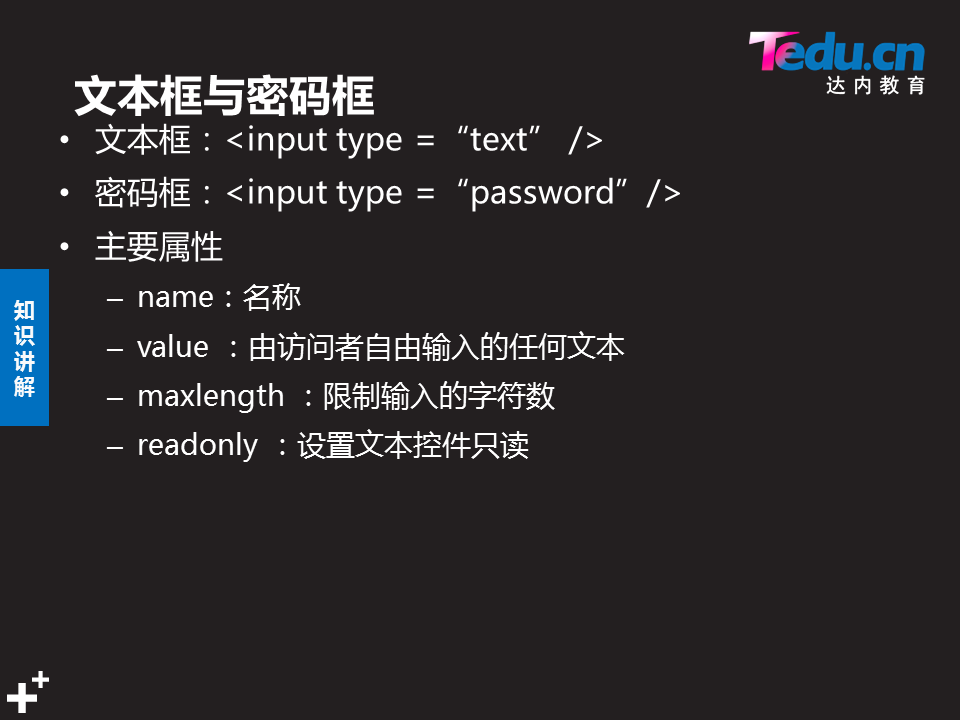 Tedu.cn
达内教育
文本框与密码框
• 文本框：<input type =“text” />
• 密码框：<input type =“password”/>
• 主要属性
– name：名称
– value ：由访问者自由输入的任何文本
– maxlength ：限制输入的字符数
– readonly ：设置文本控件只读
知识讲解